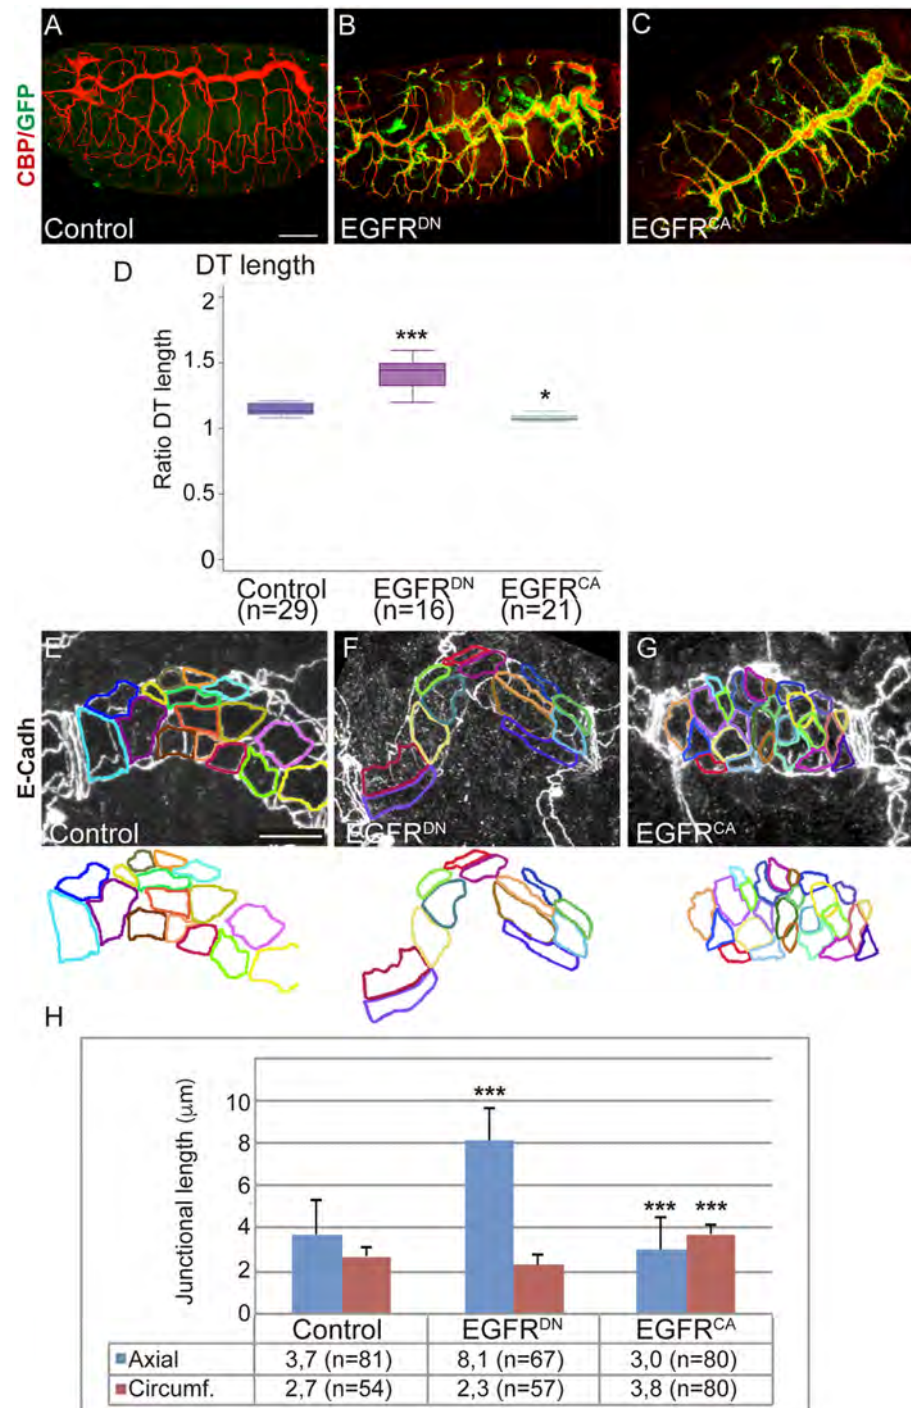 A
B
C
CBP/GFP
Control
EGFR^DN
EGFR^CA
D
DT length
Ratio DT length
2
1.5
1
0.5
0
***
*
Control (n=29)
EGFR^DN (n=16)
EGFR^CA (n=21)
E
F
G
E-Cadh
Control
EGFR^DN
EGFR^CA
H
Junctional length (µm)
10
8
6
4
2
0
***
*** ***
Control EGFR^DN EGFR^CA
Axial 3,7 (n=81) 8,1 (n=67) 3,0 (n=80)
Circumf. 2,7 (n=54) 2,3 (n=57) 3,8 (n=80)